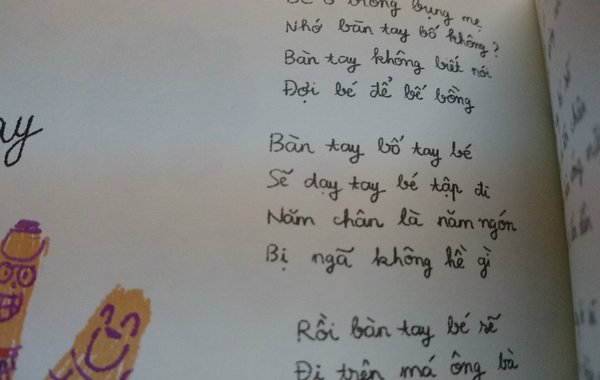 Bé ở trong bụng mẹ
Nhớ bàn tay bố không?
Bàn tay không biết nói
Đợi bé để bế bồng
Bàn tay bố tay bé
Sẽ dạy tay bé tập đi
Năm chân là năm ngón
Bị ngã không hề gì
Rồi bàn tay bé sẽ
Đi trên má ông bà